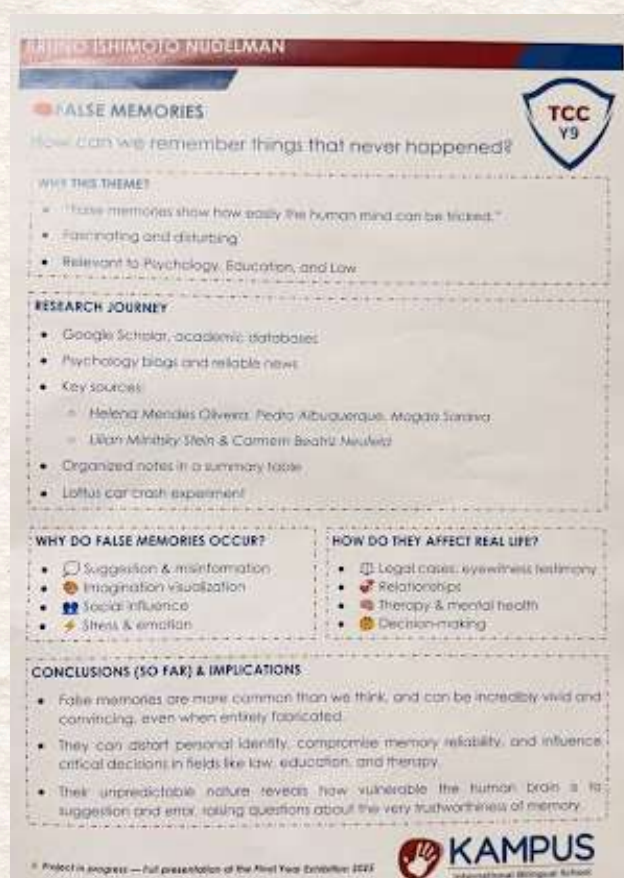 BRUNO ISHIMOTO NUDELMAN
TCC
Y9
FALSE MEMORIES
How can we remember things that never happened?
WHY THIS THEME?
• "False memories show how easily the human mind can be tricked."
• Fascinating and disturbing
• Relevant to Psychology, Education, and Law
RESEARCH JOURNEY
• Google Scholar, academic databases
• Psychology blogs and reliable news
• Key sources:
Helena Mendes Oliveira, Pedro Albuquerque, Magda Saraiva
Lilian Milnitsky Stein & Carmem Beatriz Neufeld
• Organized notes in a summary table
• Loftus car crash experiment
WHY DO FALSE MEMORIES OCCUR?
• Suggestion & misinformation
• Imagination visualization
• Social influence
• Stress & emotion
HOW DO THEY AFFECT REAL LIFE?
• Legal cases, eyewitness testimony
• Relationships
• Therapy & mental health
• Decision-making
CONCLUSIONS (SO FAR) & IMPLICATIONS
• False memories are more common than we think, and can be incredibly vivid and
convincing, even when entirely fabricated.
• They can distort personal identity, compromise memory reliability, and influence
critical decisions in fields like law, education, and therapy.
• Their unpredictable nature reveals how vulnerable the human brain is to
suggestion and error, raising questions about the very trustworthiness of memory.
Project in progress — Full presentation at the Final Year Exhibition 2025
KAMPUS
International Bilingual School